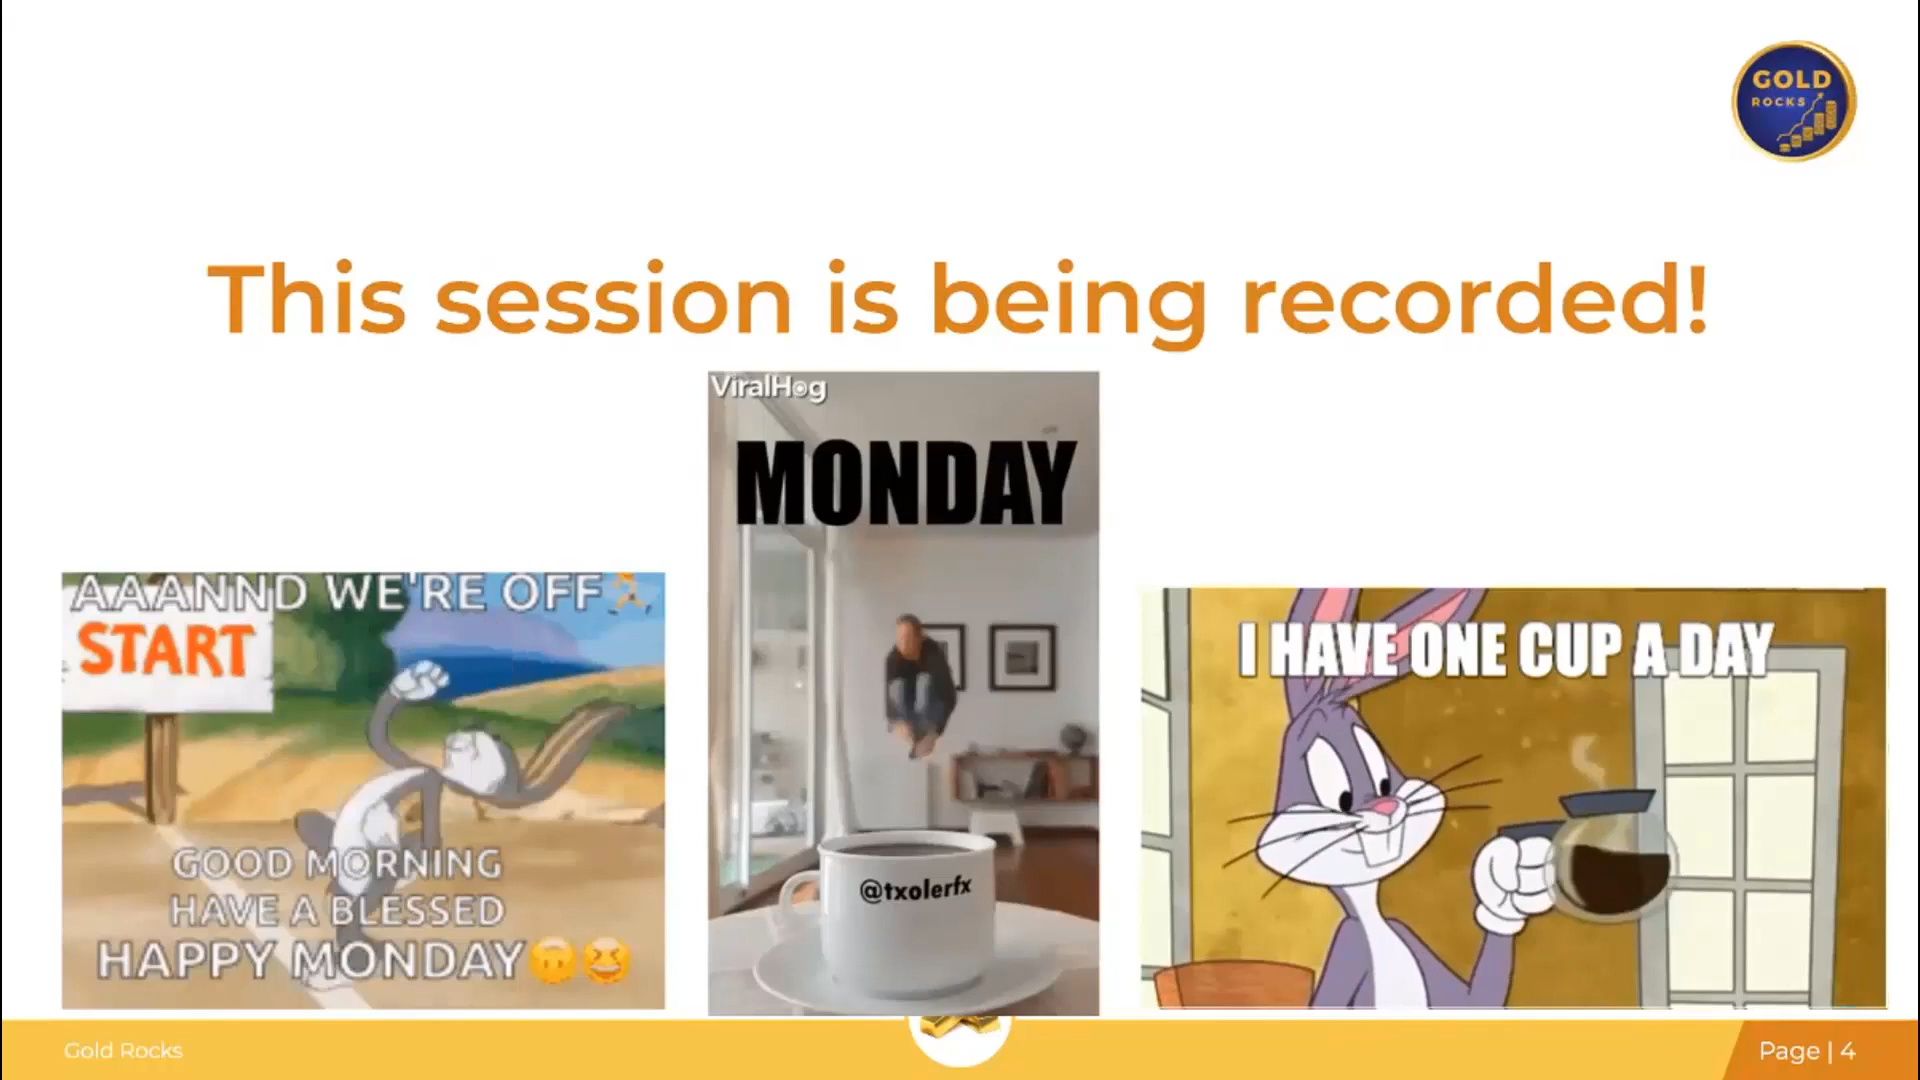 GOLD
ROCKS
This session is being recorded!
ViralHog
MONDAY
@txolerfx
AAANND WE'RE OFF🏃
START
GOOD MORNING
HAVE A BLESSED
HAPPY MONDAY🙃😆
I HAVE ONE CUP A DAY
Gold Rocks
Page | 4